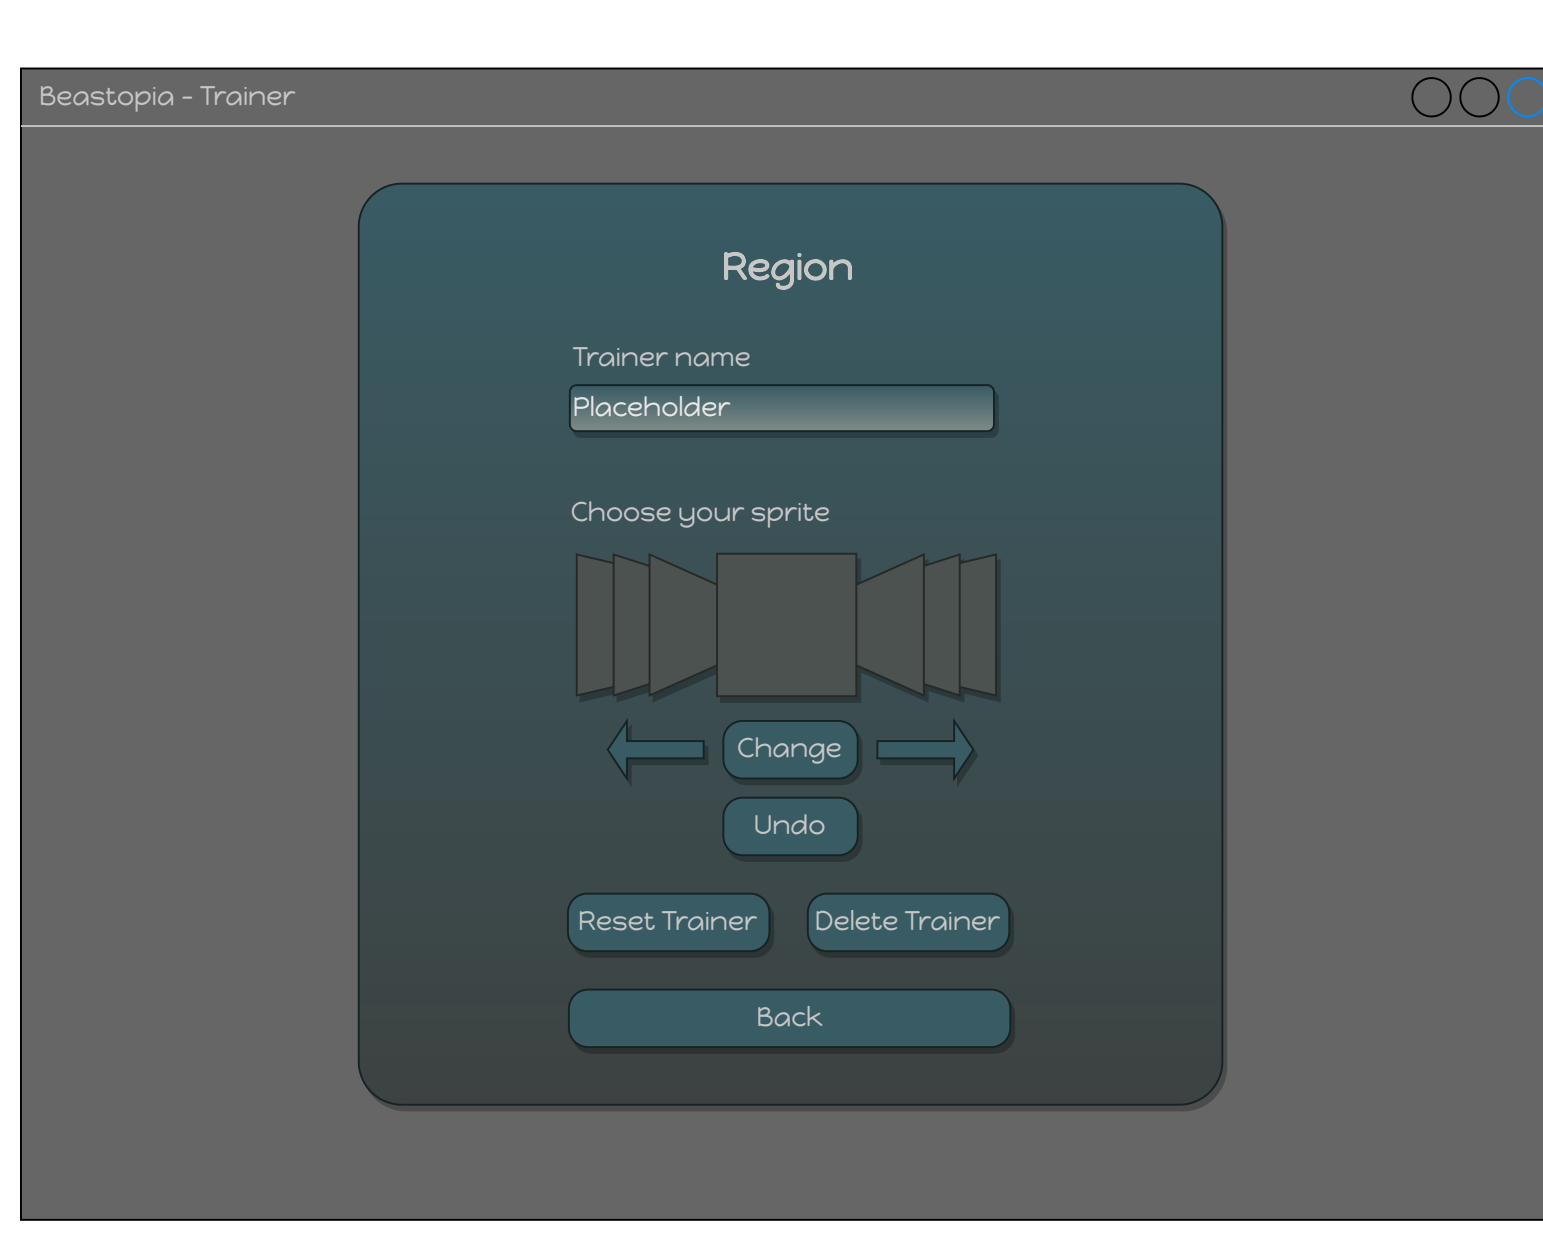 Beastopia - Trainer
Region
Trainer name
Placeholder
Choose your sprite
Change
Undo
Reset Trainer Delete Trainer
Back